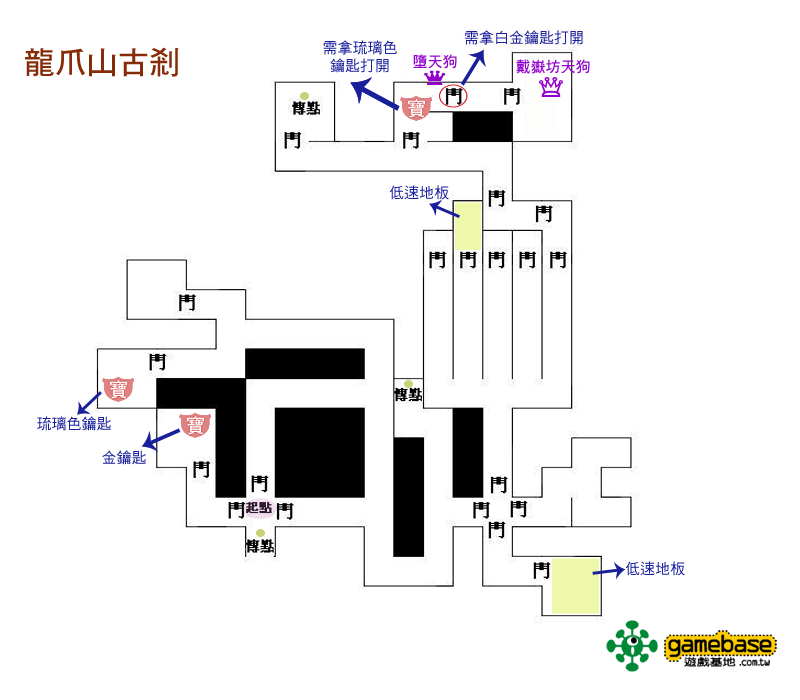 龍爪山古剎
需拿琉璃色
鑰匙打開
墮天狗
需拿白金鑰匙打開
戴嶽坊天狗
寶
門
門
傳點
門
門
低速地板
門
門
門
門
門
門
門
門
門
寶
琉璃色鑰匙
傳點
寶
金鑰匙
門
門
門
起點
門
傳點
門
門
門
門
門
低速地板
gamebase
遊戲基地.com.tw